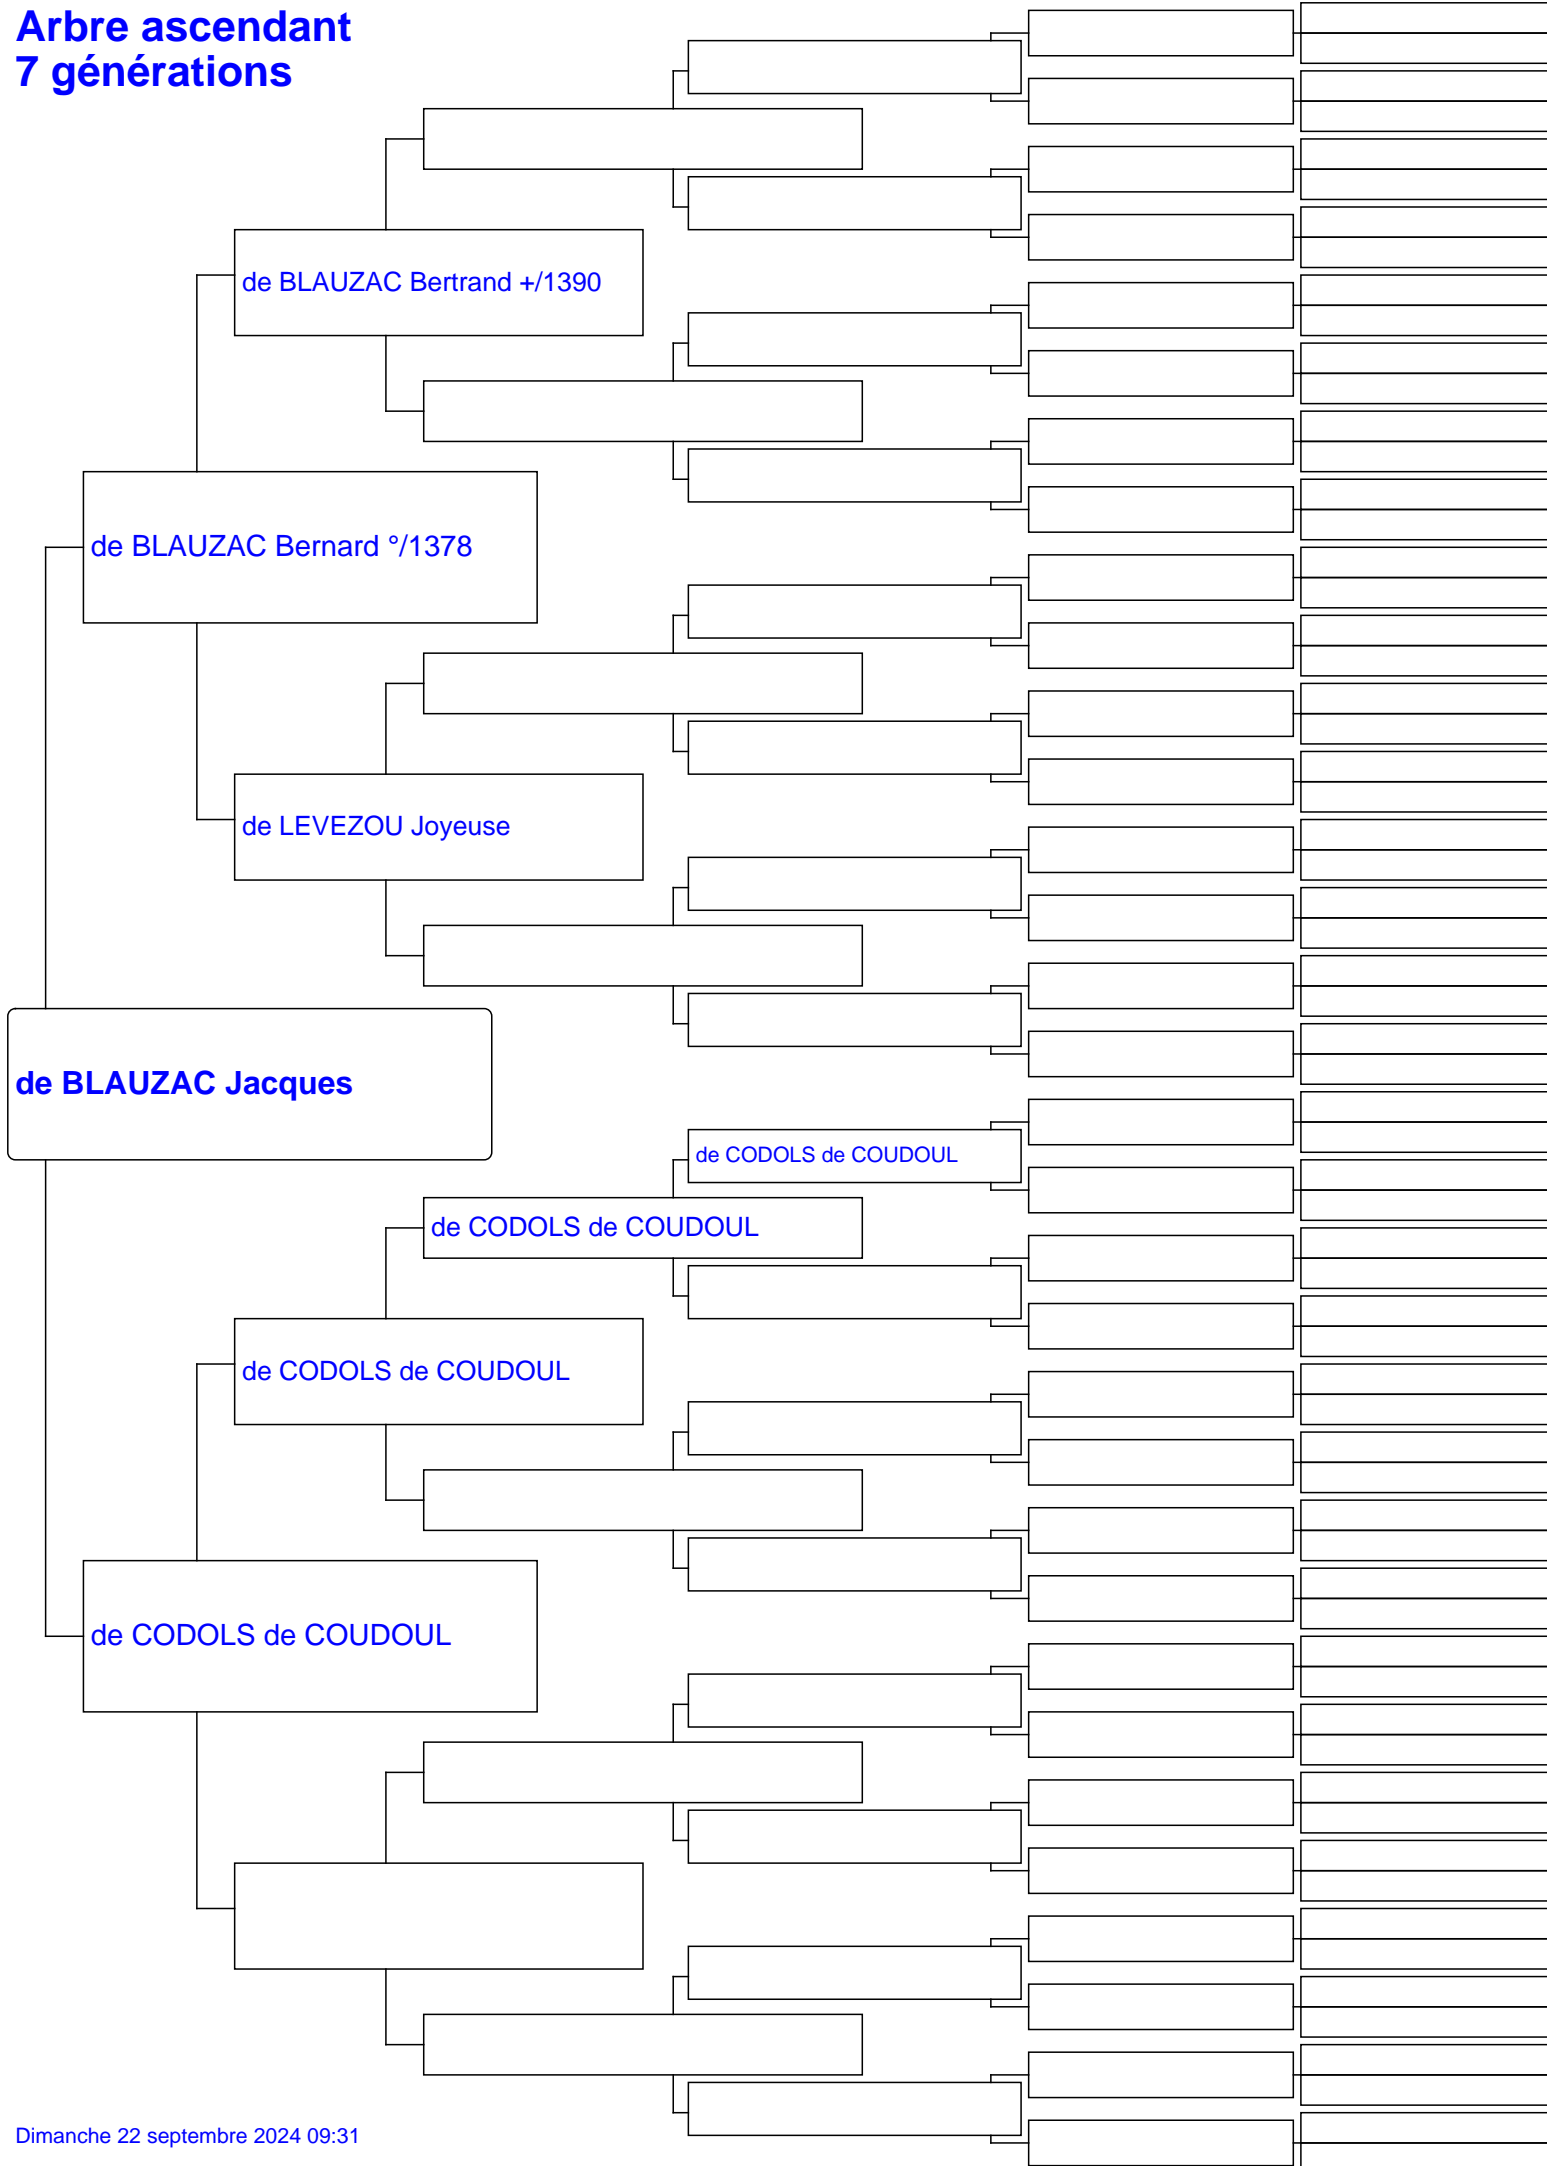 Arbre ascendant
7 générations
de BLAUZAC Bertrand +/1390
de BLAUZAC Bernard °/1378
de LEVEZOU Joyeuse
de BLAUZAC Jacques
de CODOLS de COUDOUL
de CODOLS de COUDOUL
de CODOLS de COUDOUL
de CODOLS de COUDOUL
Dimanche 22 septembre 2024 09:31